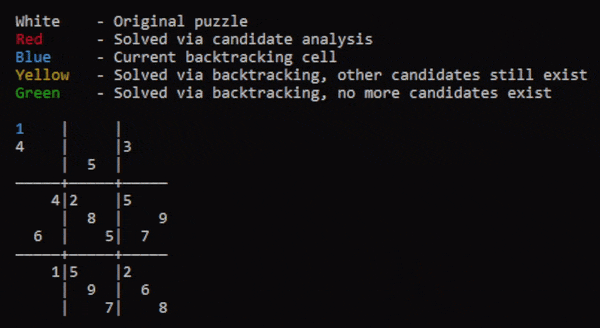 White    - Original puzzle
Red      - Solved via candidate analysis
Blue     - Current backtracking cell
Yellow   - Solved via backtracking, other candidates still exist
Green    - Solved via backtracking, no more candidates exist
1    |     |
4    |     |3
     |  5  |
─────┼─────┼─────
    4|2    |5
     |  8  |    9
  6  |    5|  7
─────┼─────┼─────
    1|5    |2
     |  9  |  6
     |    7|    8